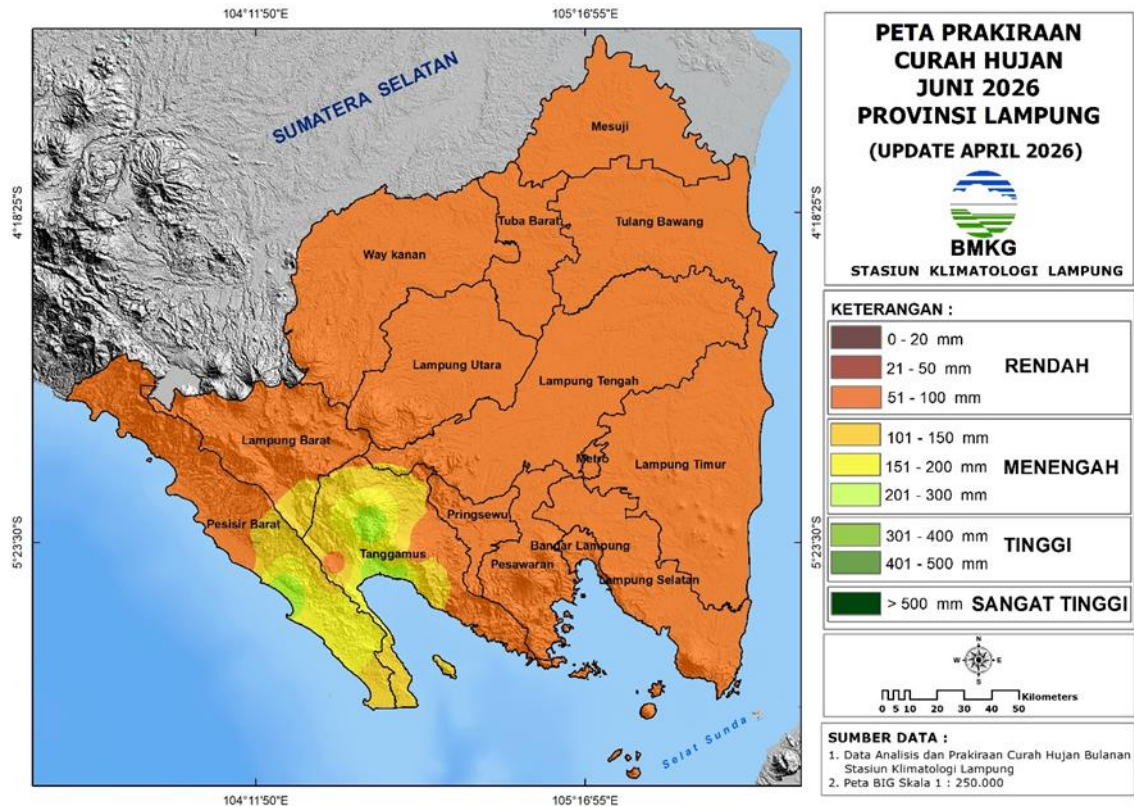 104°11'50"E
105°16'55"E
4°18'25"S
4°18'25"S
5°23'30"S
5°23'30"S
104°11'50"E
105°16'55"E
SUMATERA SELATAN
Mesuji
Tuba Barat
Tulang Bawang
Way kanan
Lampung Utara
Lampung Tengah
Lampung Barat
Metro
Lampung Timur
Pesisir Barat
Pringsewu
Tanggamus
Bandar Lampung
Pesawaran
Lampung Selatan
Selat Sunda
PETA PRAKIRAAN
CURAH HUJAN
JUNI 2026
PROVINSI LAMPUNG
(UPDATE APRIL 2026)
BMKG
STASIUN KLIMATOLOGI LAMPUNG
KETERANGAN :
0 - 20 mm
21 - 50 mm
51 - 100 mm
RENDAH
101 - 150 mm
151 - 200 mm
201 - 300 mm
MENENGAH
301 - 400 mm
401 - 500 mm
TINGGI
> 500 mm
SANGAT TINGGI
N
W
E
S
0 5 10 20 30 40 50
Kilometers
SUMBER DATA :
1. Data Analisis dan Prakiraan Curah Hujan Bulanan
Stasiun Klimatologi Lampung
2. Peta BIG Skala 1 : 250.000